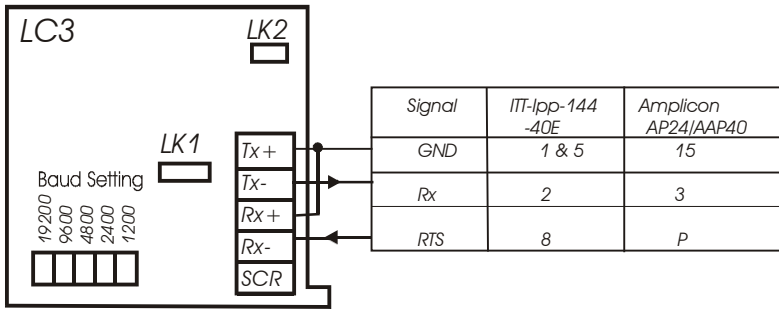 LC3
LK2
LK1
Baud Setting
19200
9600
4800
2400
1200
Tx+
Tx-
Rx+
Rx-
SCR
Signal ITT-Ipp-144 -40E Amplicon AP24/AAP40
GND 1 & 5 15
Rx 2 3
RTS 8 P